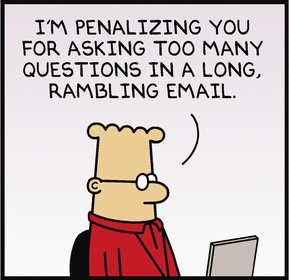 I'M PENALIZING YOU
FOR ASKING TOO MANY
QUESTIONS IN A LONG,
RAMBLING EMAIL.